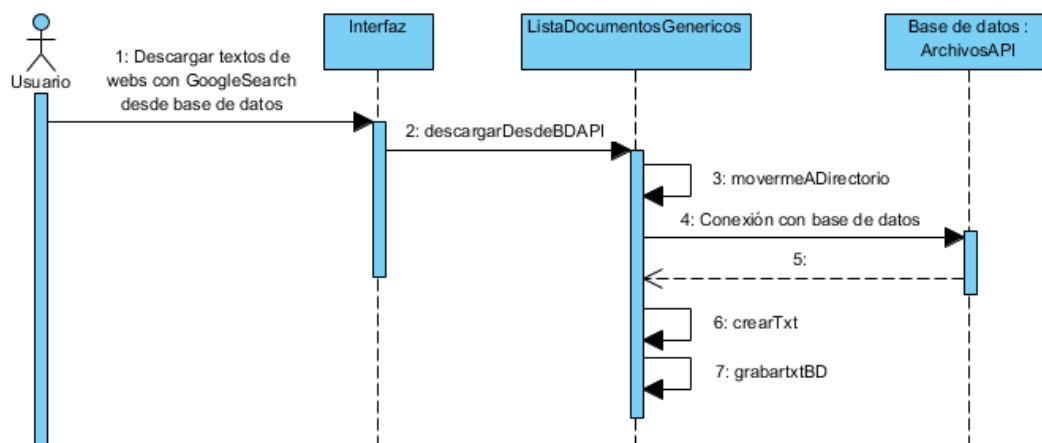 Interfaz
ListaDocumentosGenericos
Base de datos :
ArchivosAPI
Usuario
1: Descargar textos de
webs con GoogleSearch
desde base de datos
2: descargarDesdeBDAPI
3: movermeADirectorio
4: Conexión con base de datos
5:
6: crearTxt
7: grabartxtBD